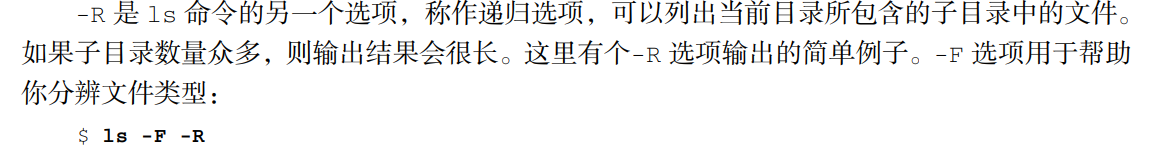 -R 是 ls 命令的另一个选项，称作递归选项，可以列出当前目录所包含的子目录中的文件。
如果子目录数量众多，则输出结果会很长。这里有个-R 选项输出的简单例子。-F 选项用于帮助
你分辨文件类型：
$ ls -F -R